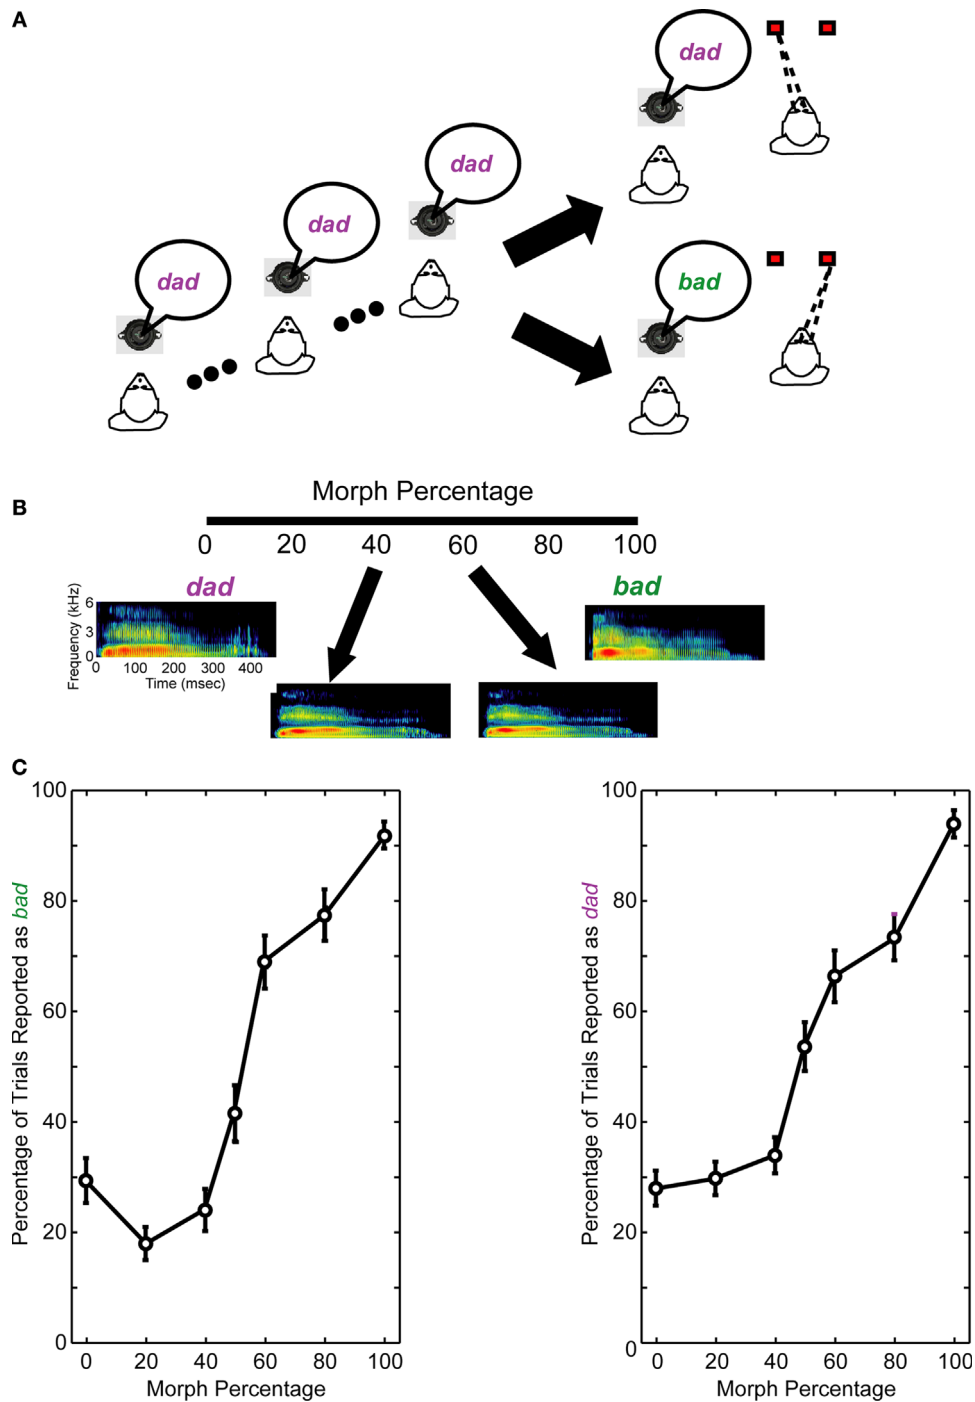 A
dad
dad
dad
dad
bad
B
Morph Percentage
0 20 40 60 80 100
dad
bad
Frequency (kHz)
6
3
0
0 100 200 300 400
Time (msec)
C
Percentage of Trials Reported as bad
100
80
60
40
20
0
0 20 40 60 80 100
Morph Percentage
Percentage of Trials Reported as dad
100
80
60
40
20
0
0 20 40 60 80 100
Morph Percentage